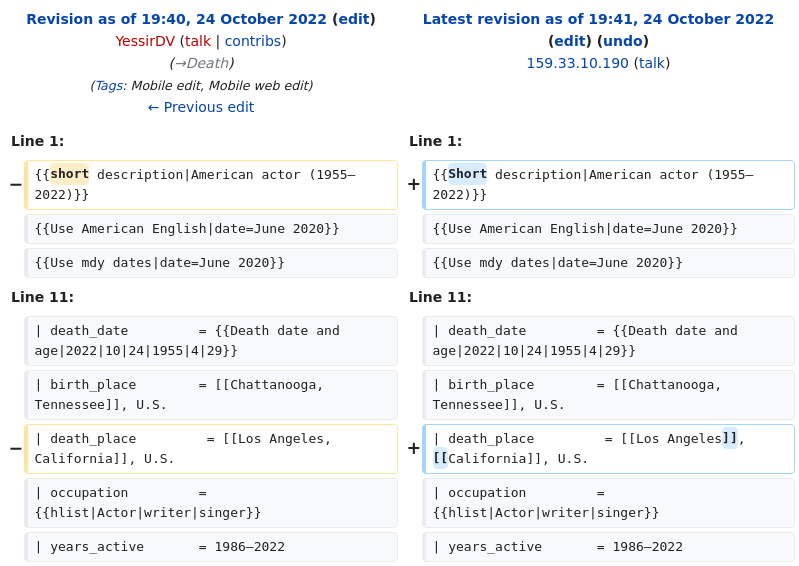 Revision as of 19:40, 24 October 2022 (edit)
YessirDV (talk | contribs)
(→Death)
(Tags: Mobile edit, Mobile web edit)
← Previous edit
Latest revision as of 19:41, 24 October 2022
(edit) (undo)
159.33.10.190 (talk)
Line 1:
Line 1:
− {{short description|American actor (1955–
2022)}}
+ {{Short description|American actor (1955–
2022)}}
{{Use American English|date=June 2020}}
{{Use American English|date=June 2020}}
{{Use mdy dates|date=June 2020}}
{{Use mdy dates|date=June 2020}}
Line 11:
Line 11:
| death_date         = {{Death date and
age|2022|10|24|1955|4|29}}
| death_date         = {{Death date and
age|2022|10|24|1955|4|29}}
| birth_place        = [[Chattanooga,
Tennessee]], U.S.
| birth_place        = [[Chattanooga,
Tennessee]], U.S.
− | death_place         = [[Los Angeles,
California]], U.S.
+ | death_place         = [[Los Angeles]],
[[California]], U.S.
| occupation         =
{{hlist|Actor|writer|singer}}
| occupation         =
{{hlist|Actor|writer|singer}}
| years_active       = 1986–2022
| years_active       = 1986–2022